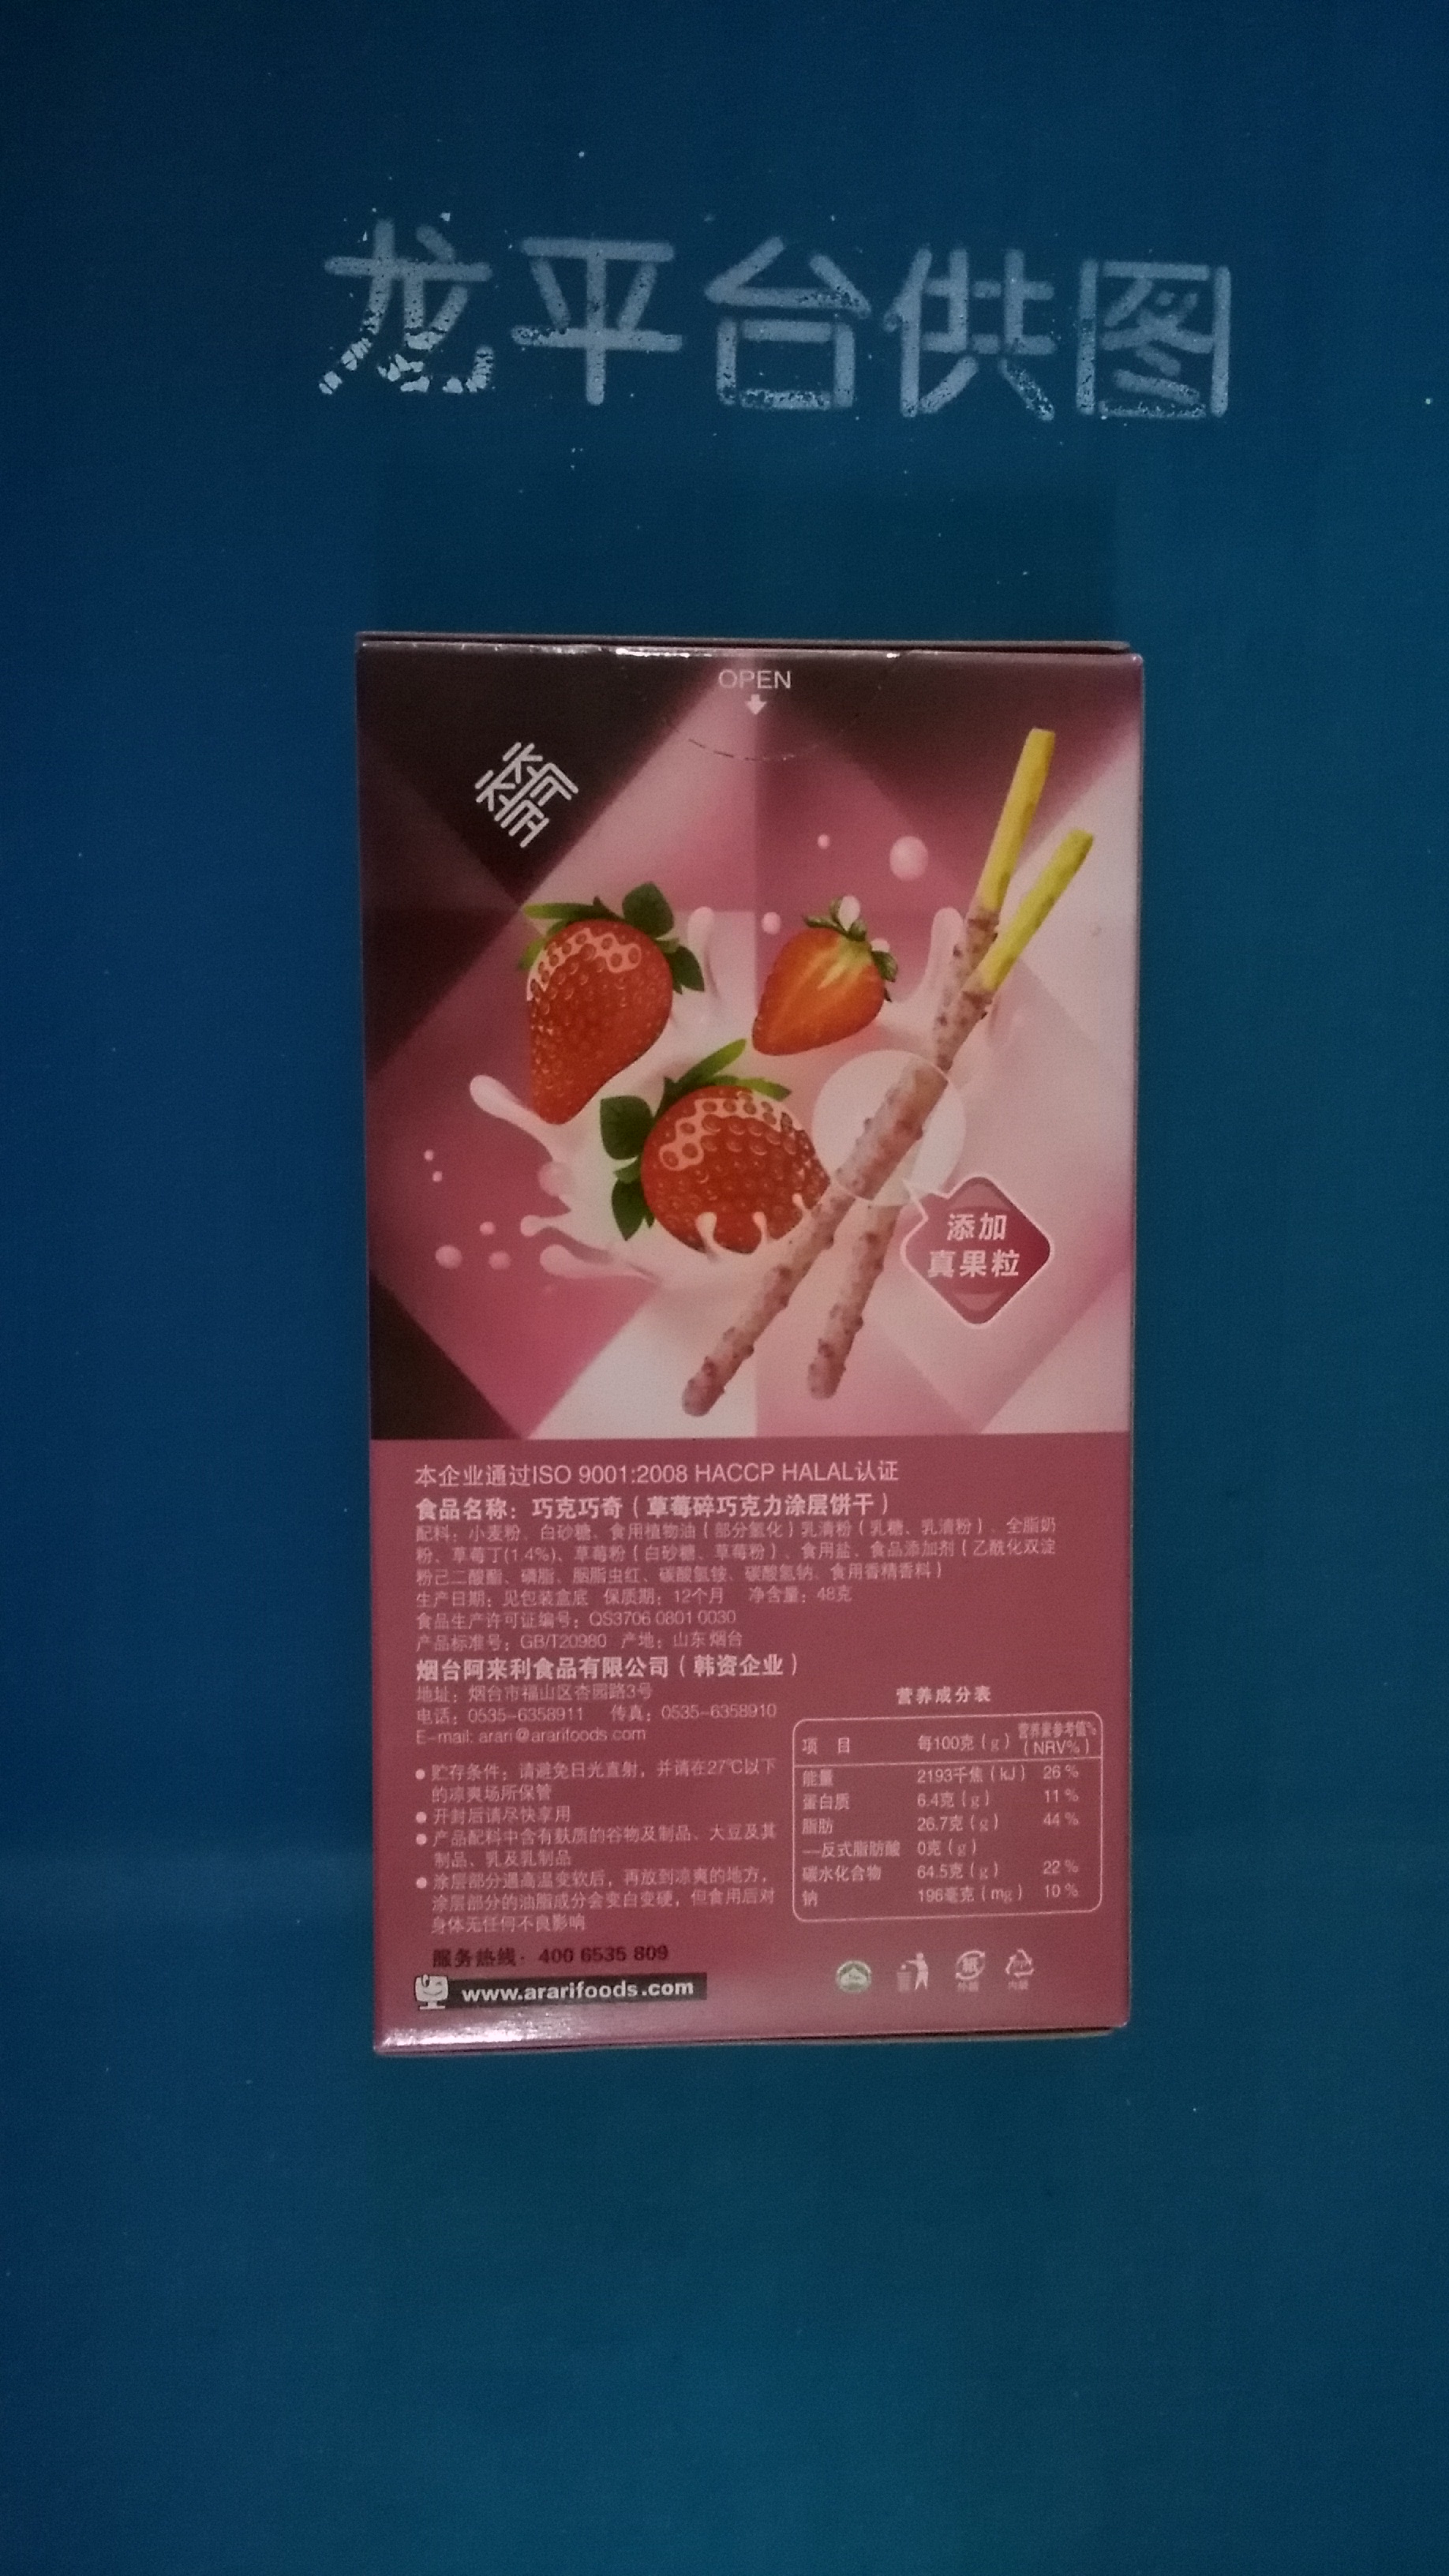 龙平台供图
OPEN
添加
真果粒
本企业通过ISO 9001:2008 HACCP HALAL认证
食品名称：巧克巧奇（草莓碎巧克力涂层饼干）
配料：小麦粉、白砂糖、食用植物油（部分氢化）乳清粉（乳糖、乳清粉）、全脂奶
粉、草莓丁(1.4%)、草莓粉（白砂糖、草莓粉）、食用盐、食品添加剂（乙酰化双淀
粉己二酸酯、磷脂、胭脂虫红、碳酸氢铵、碳酸氢钠、食用香精香料）
生产日期：见包装盒底 保质期：12个月 净含量：48克
食品生产许可证编号：QS3706 0801 0030
产品标准号：GB/T20980 产地：山东 烟台
烟台阿来利食品有限公司（韩资企业）
地址：烟台市福山区杏园路3号
电话：0535-6358911 传真：0535-6358910
E-mail: arari@ararifoods.com
● 贮存条件：请避免日光直射，并请在27℃以下
的凉爽场所保管
● 开封后请尽快享用
● 产品配料中含有麸质的谷物及制品、大豆及其
制品、乳及乳制品
● 涂层部分遇高温变软后，再放到凉爽的地方，
涂层部分的油脂成分会变白变硬，但食用后对
身体无任何不良影响
服务热线：400 6535 809
www.ararifoods.com
营养成分表
项 目 每100克（g） 营养素参考值%（NRV%）
能量 2193千焦（kJ） 26 %
蛋白质 6.4克（g） 11 %
脂肪 26.7克（g） 44 %
—反式脂肪酸 0克（g）
碳水化合物 64.5克（g） 22 %
钠 196毫克（mg） 10 %